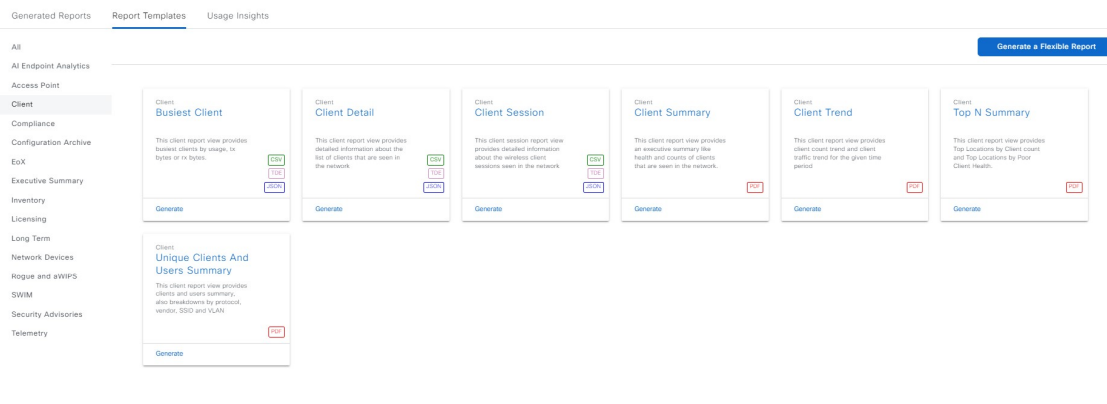 Generated Reports
Report Templates
Usage Insights
All
AI Endpoint Analytics
Access Point
Client
Compliance
Configuration Archive
EoX
Executive Summary
Inventory
Licensing
Long Term
Network Devices
Rogue and aWIPS
SWIM
Security Advisories
Telemetry
Generate a Flexible Report
Client
Busiest Client
This client report view provides
busiest clients by usage, tx
bytes or rx bytes.
CSV
TDE
JSON
Generate
Client
Client Detail
This client report view provides
detailed information about the
list of clients that are seen in
the network
CSV
TDE
JSON
Generate
Client
Client Session
This client session report view
provides detailed information
about the wireless client
sessions seen in the network
CSV
TDE
JSON
Generate
Client
Client Summary
This client report view provides
an executive summary like
health and counts of clients
that are seen in the network.
PDF
Generate
Client
Client Trend
This client report view provides
client count trend and client
traffic trend for the given time
period
PDF
Generate
Client
Top N Summary
This client report view provides
Top Locations by Client count
and Top Locations by Poor
Client Health.
PDF
Generate
Client
Unique Clients And
Users Summary
This client report view provides
clients and users summary,
also breakdowns by protocol,
vendor, SSID and VLAN
PDF
Generate